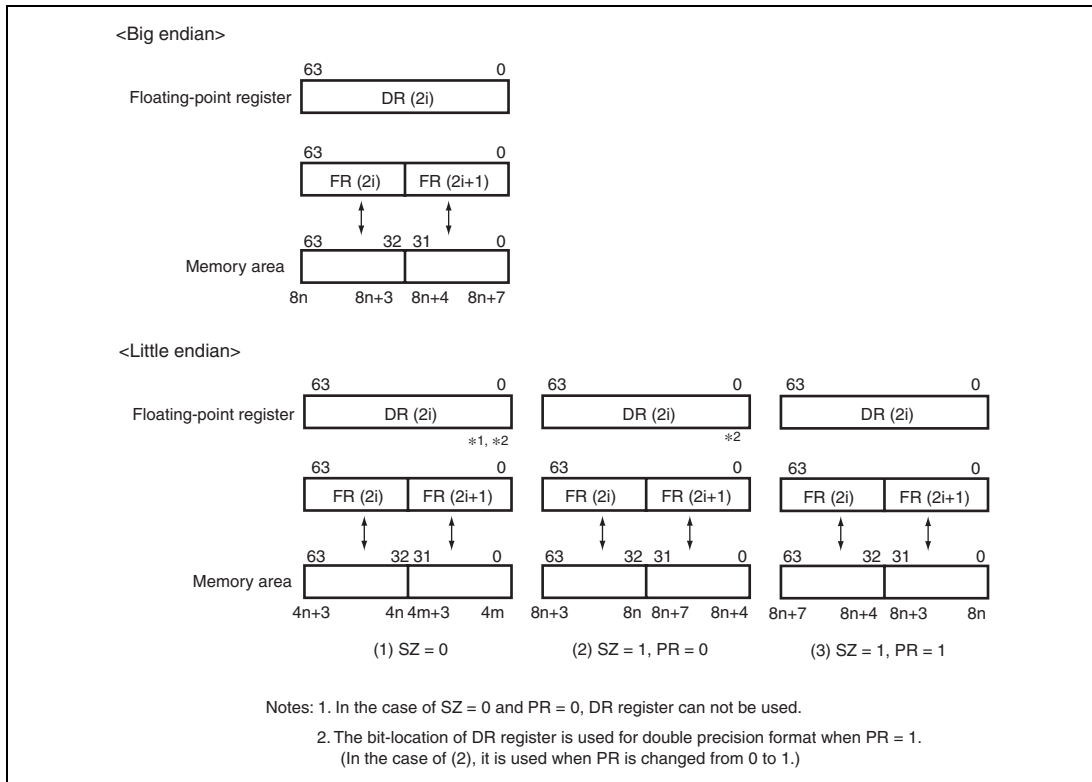 <Big endian>
63 0
Floating-point register DR (2i)
63 0
FR (2i) FR (2i+1)
63 32 31 0
Memory area
8n 8n+3 8n+4 8n+7
<Little endian>
63 0 63 0 63 0
Floating-point register DR (2i) DR (2i) DR (2i)
*1, *2 *2
63 0 63 0 63 0
FR (2i) FR (2i+1) FR (2i) FR (2i+1) FR (2i) FR (2i+1)
63 32 31 0 63 32 31 0 63 32 31 0
Memory area
4n+3 4n 4m+3 4m 8n+3 8n 8n+7 8n+4 8n+7 8n+4 8n+3 8n
(1) SZ = 0 (2) SZ = 1, PR = 0 (3) SZ = 1, PR = 1
Notes: 1. In the case of SZ = 0 and PR = 0, DR register can not be used.
2. The bit-location of DR register is used for double precision format when PR = 1.
(In the case of (2), it is used when PR is changed from 0 to 1.)